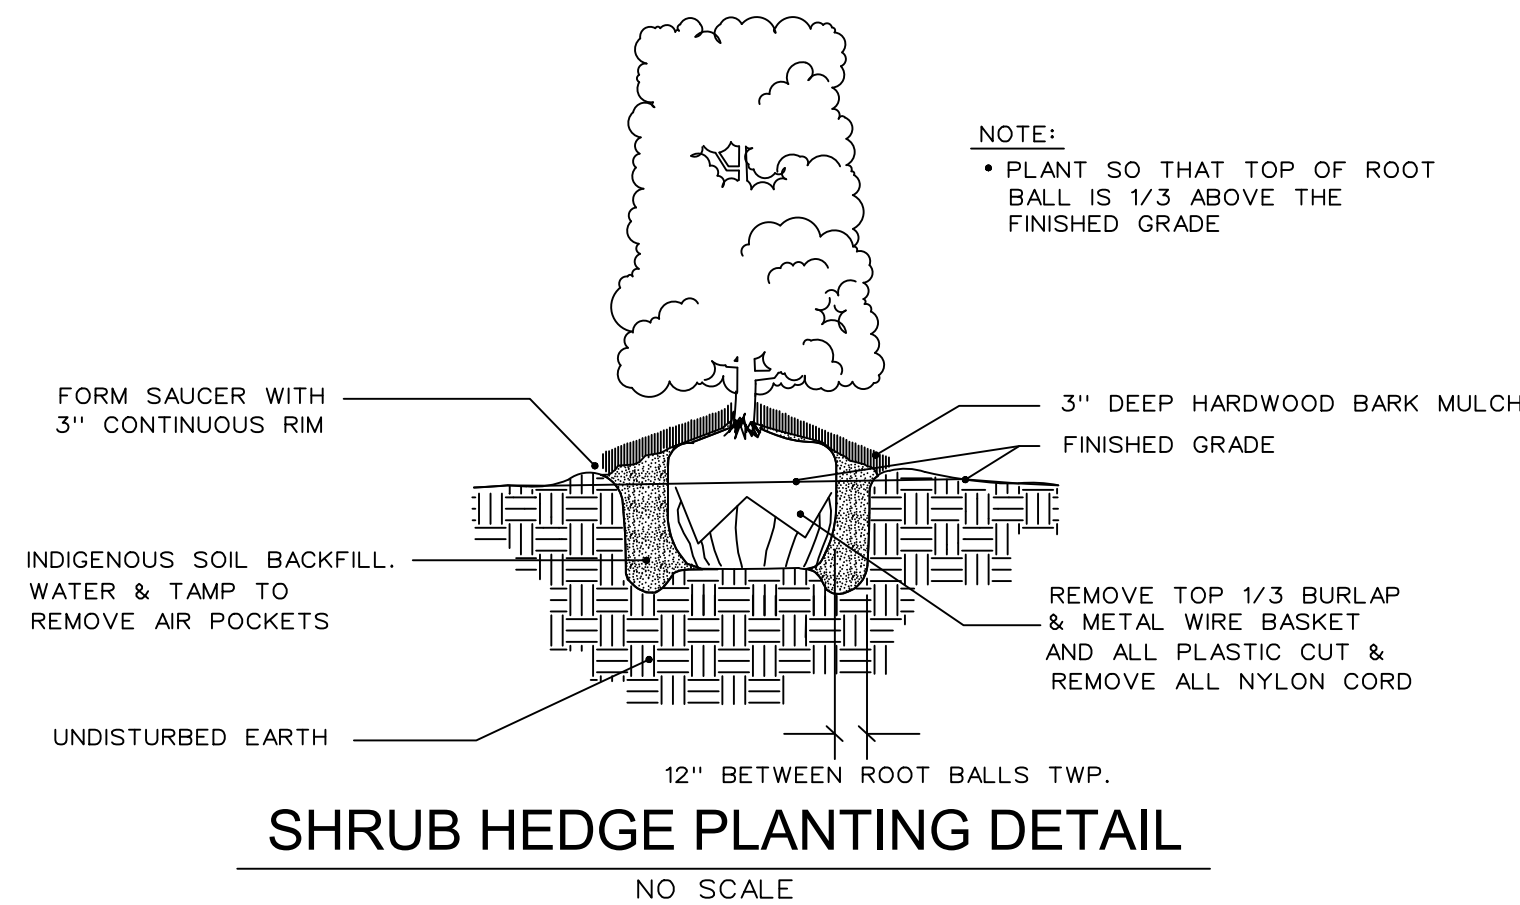 NOTE:
• PLANT SO THAT TOP OF ROOT
BALL IS 1/3 ABOVE THE
FINISHED GRADE
FORM SAUCER WITH
3" CONTINUOUS RIM
3" DEEP HARDWOOD BARK MULCH
FINISHED GRADE
INDIGENOUS SOIL BACKFILL.
WATER & TAMP TO
REMOVE AIR POCKETS
REMOVE TOP 1/3 BURLAP
& METAL WIRE BASKET
AND ALL PLASTIC CUT &
REMOVE ALL NYLON CORD
UNDISTURBED EARTH
12" BETWEEN ROOT BALLS TWP.
SHRUB HEDGE PLANTING DETAIL
NO SCALE